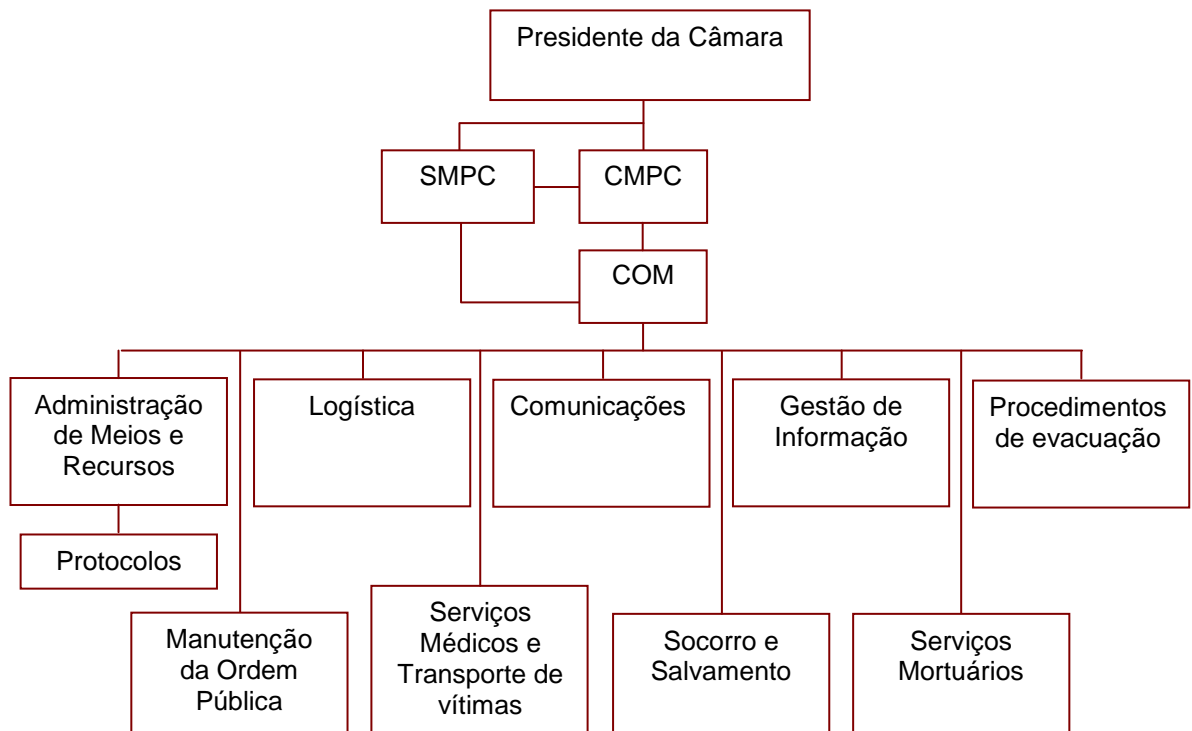 Presidente da Câmara
SMPC
CMPC
COM
Administração
de Meios e
Recursos
Logística
Comunicações
Gestão de
Informação
Procedimentos
de evacuação
Protocolos
Manutenção
da Ordem
Pública
Serviços
Médicos e
Transporte de
vítimas
Socorro e
Salvamento
Serviços
Mortuários